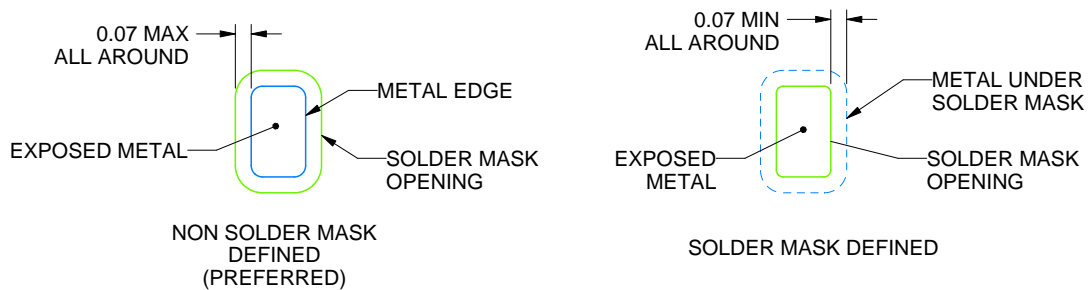 0.07 MAX
ALL AROUND
METAL EDGE
EXPOSED METAL
SOLDER MASK
OPENING
NON SOLDER MASK
DEFINED
(PREFERRED)
0.07 MIN
ALL AROUND
METAL UNDER
SOLDER MASK
EXPOSED
METAL
SOLDER MASK
OPENING
SOLDER MASK DEFINED